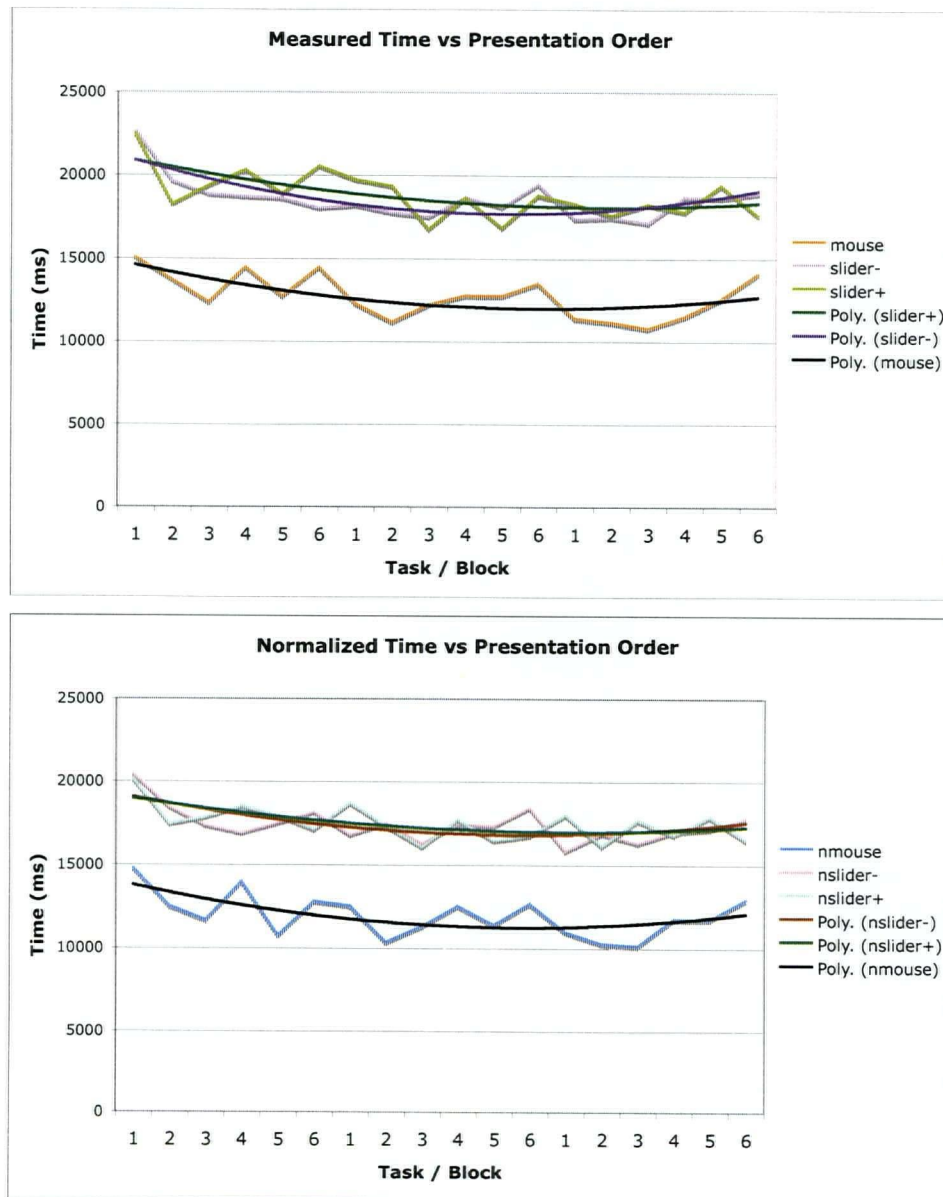 Measured Time vs Presentation Order
25000
20000
15000
10000
5000
0
Time (ms)
1 2 3 4 5 6 1 2 3 4 5 6 1 2 3 4 5 6
Task / Block
mouse
slider-
slider+
Poly. (slider+)
Poly. (slider-)
Poly. (mouse)
Normalized Time vs Presentation Order
25000
20000
15000
10000
5000
0
Time (ms)
1 2 3 4 5 6 1 2 3 4 5 6 1 2 3 4 5 6
Task / Block
nmouse
nslider-
nslider+
Poly. (nslider-)
Poly. (nslider+)
Poly. (nmouse)